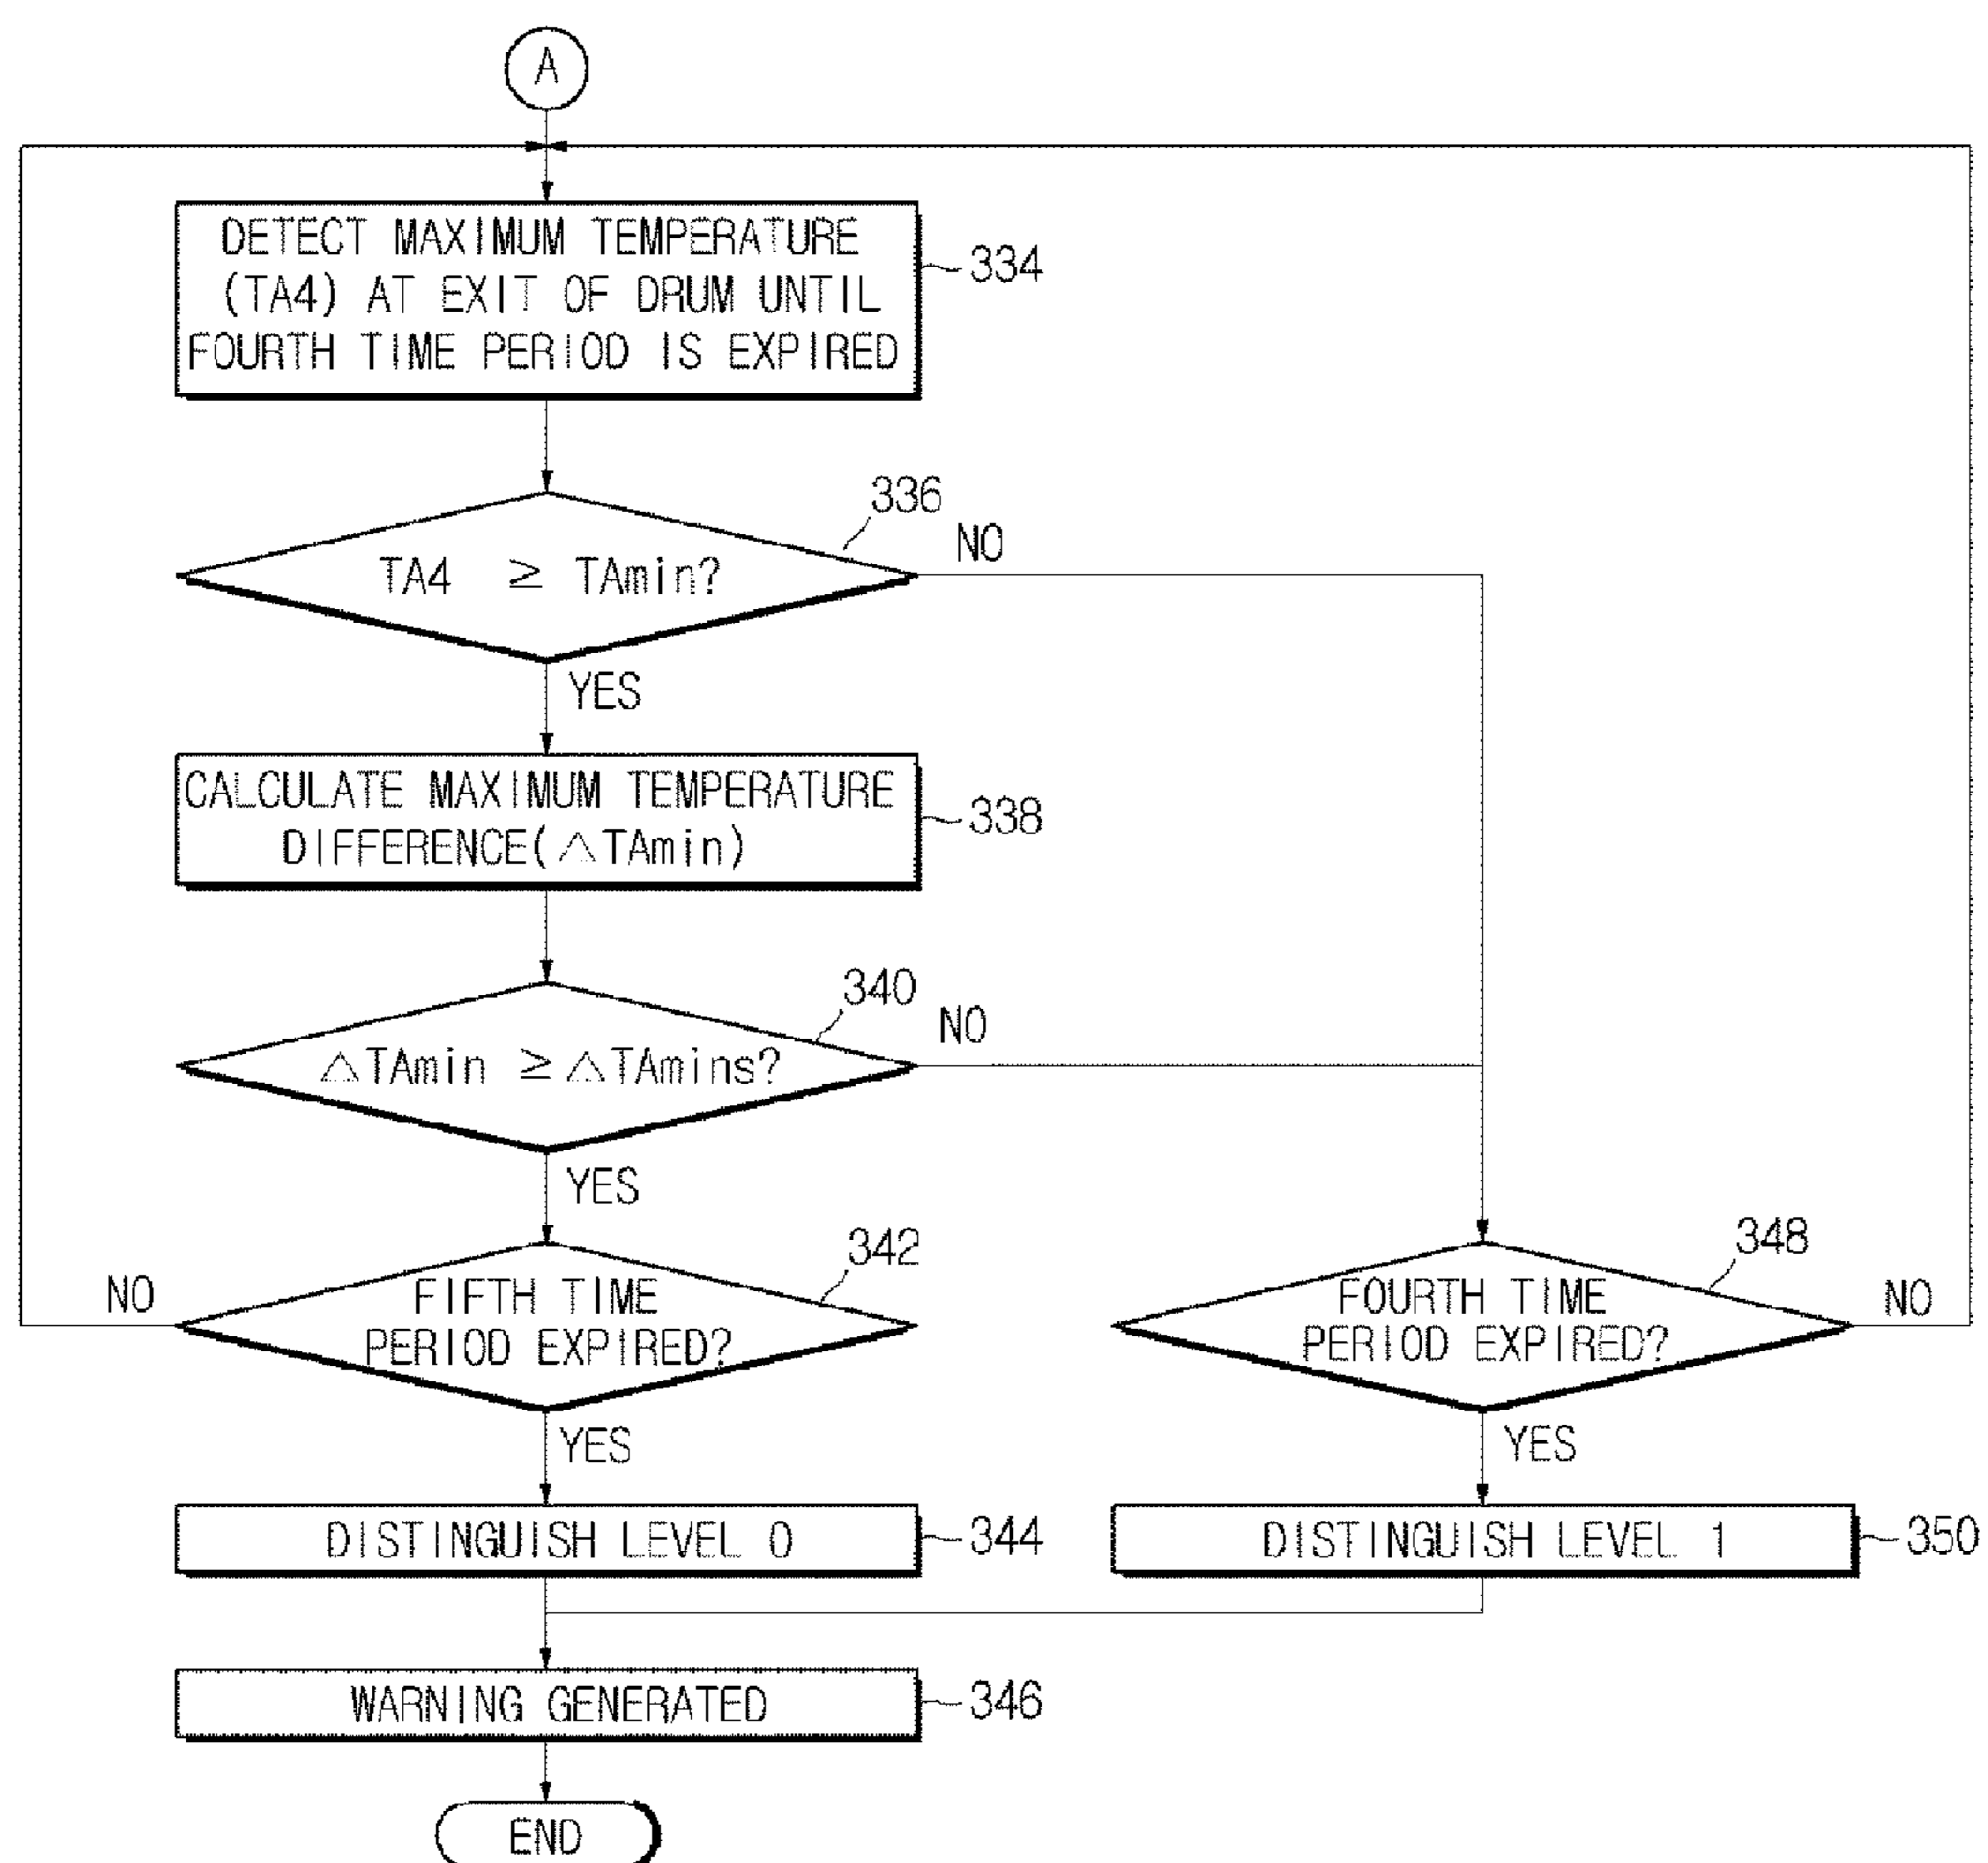 A
DETECT MAXIMUM TEMPERATURE
(TA4) AT EXIT OF DRUM UNTIL
FOURTH TIME PERIOD IS EXPIRED
334
336
TA4 ≥ TAmin?
NO
YES
CALCULATE MAXIMUM TEMPERATURE
DIFFERENCE(△TAmin)
338
340
△TAmin ≥ △TAmins?
NO
YES
342
FIFTH TIME
PERIOD EXPIRED?
NO
YES
348
FOURTH TIME
PERIOD EXPIRED?
NO
YES
DISTINGUISH LEVEL 0
344
DISTINGUISH LEVEL 1
350
WARNING GENERATED
346
END